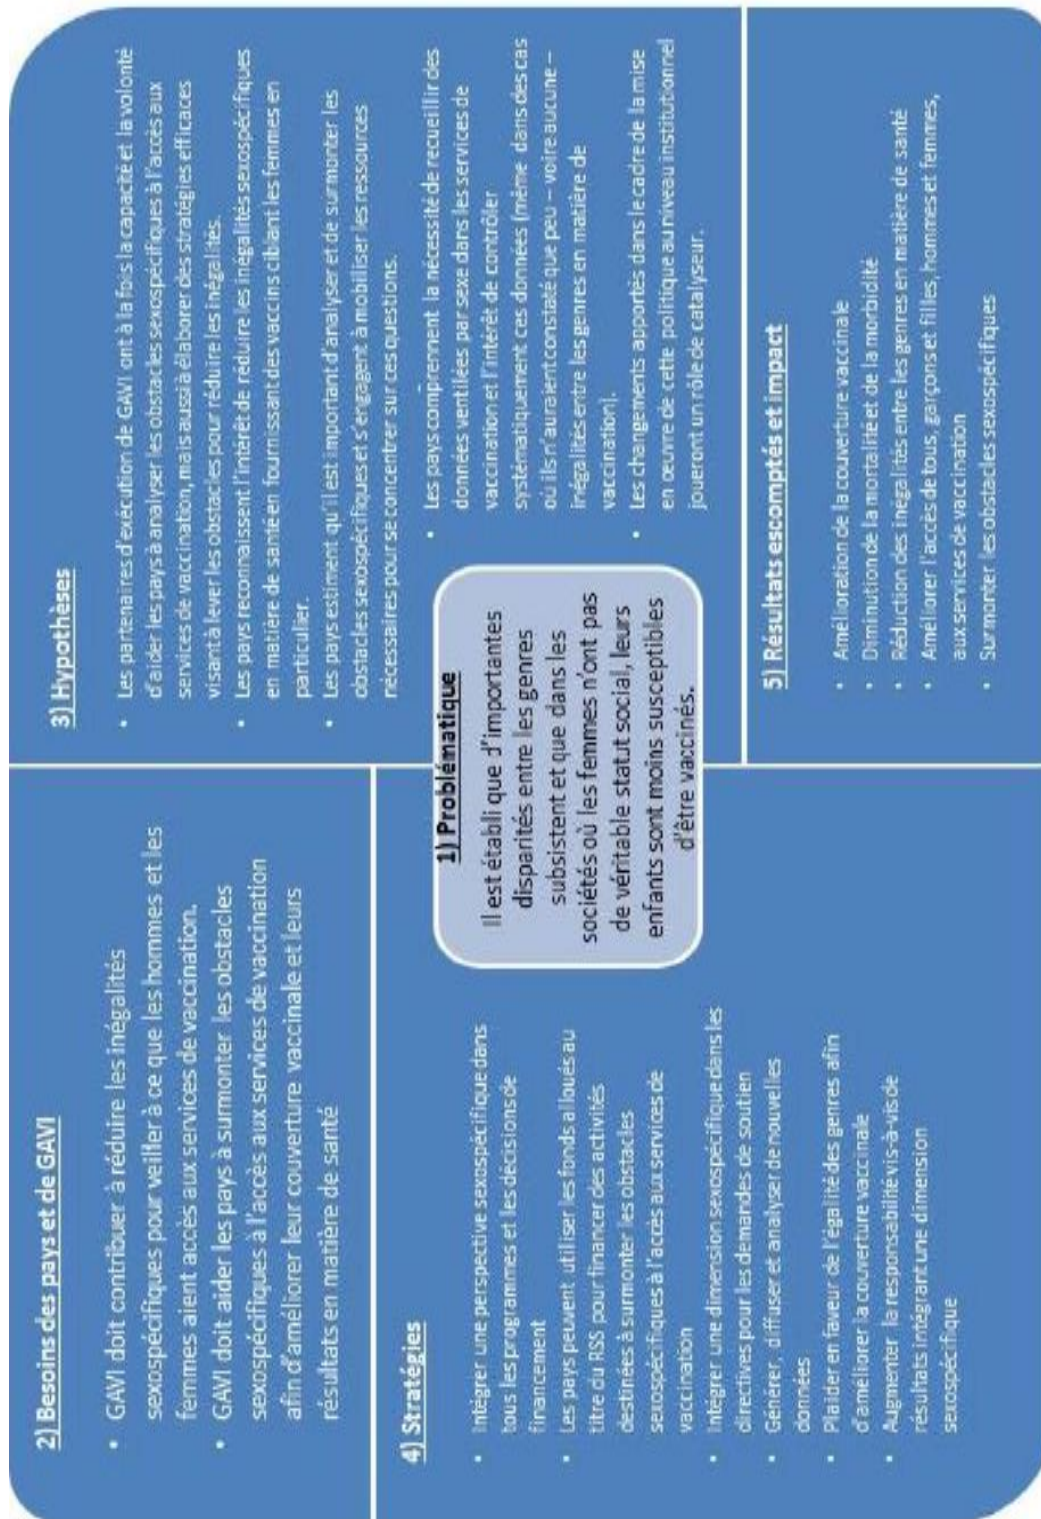 1) Problématique
Il est établi que d'importantes
disparités entre les genres
subsistent et que dans les
sociétés où les femmes n'ont pas
de véritable statut social, leurs
enfants sont moins susceptibles
d'être vaccinés.
2) Besoins des pays et de GAVI
• GAVI doit contribuer à réduire les inégalités
sexospécifiques pour veiller à ce que les hommes et les
femmes aient accès aux services de vaccination.
• GAVI doit aider les pays à surmonter les obstacles
sexospécifiques à l'accès aux services de vaccination
afin d'améliorer leur couverture vaccinale et leurs
résultats en matière de santé
3) Hypothèses
• Les partenaires d'exécution de GAVI ont à la fois la capacité et la volonté
d'aider les pays à analyser les obstacles sexospécifiques à l'accès aux
services de vaccination, mais aussi à élaborer des stratégies efficaces
visant à lever les obstacles pour réduire les inégalités.
• Les pays reconnaissent l'intérêt de réduire les inégalités sexospécifiques
en matière de santé en fournissant des vaccins ciblant les femmes en
particulier.
• Les pays estiment qu'il est important d'analyser et de surmonter les
obstacles sexospécifiques et s'engagent à mobiliser les ressources
nécessaires pour se concentrer sur ces questions.
• Les pays comprennent la nécessité de recueillir des
données ventilées par sexe dans les services de
vaccination et l'intérêt de contrôler
systématiquement ces données (même dans des cas
où ils n'auraient constaté que peu – voire aucune –
inégalités entre les genres en matière de
vaccination).
• Les changements apportés dans le cadre de la mise
en œuvre de cette politique au niveau institutionnel
joueront un rôle de catalyseur.
4) Stratégies
• Intégrer une perspective sexospécifique dans
tous les programmes et les décisions de
financement
• Les pays peuvent utiliser les fonds alloués au
titre du RSS pour financer des activités
destinées à surmonter les obstacles
sexospécifiques à l'accès aux services de
vaccination
• Intégrer une dimension sexospécifique dans les
directives pour les demandes de soutien
• Générer, diffuser et analyser de nouvelles
données
• Plaider en faveur de l'égalité des genres afin
d'améliorer la couverture vaccinale
• Augmenter la responsabilité vis-à-vis de
résultats intégrant une dimension
sexospécifique
5) Résultats escomptés et impact
• Amélioration de la couverture vaccinale
• Diminution de la mortalité et de la morbidité
• Réduction des inégalités entre les genres en matière de santé
• Améliorer l'accès de tous, garçons et filles, hommes et femmes,
aux services de vaccination
• Surmonter les obstacles sexospécifiques